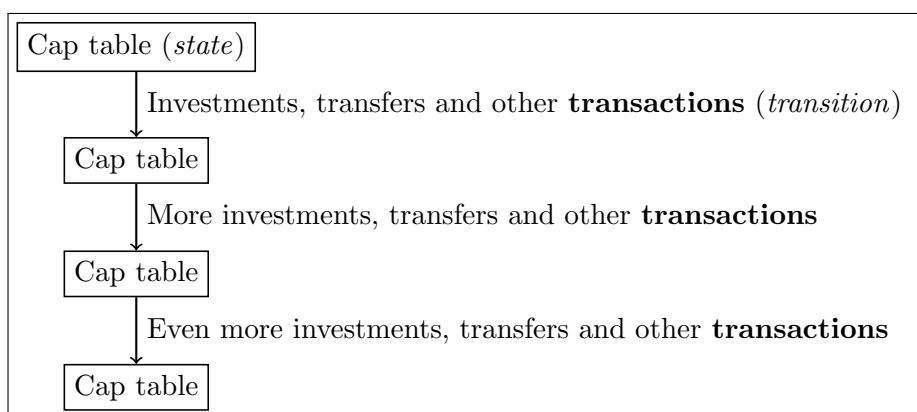 Cap table (state)
Investments, transfers and other transactions (transition)
Cap table
More investments, transfers and other transactions
Cap table
Even more investments, transfers and other transactions
Cap table